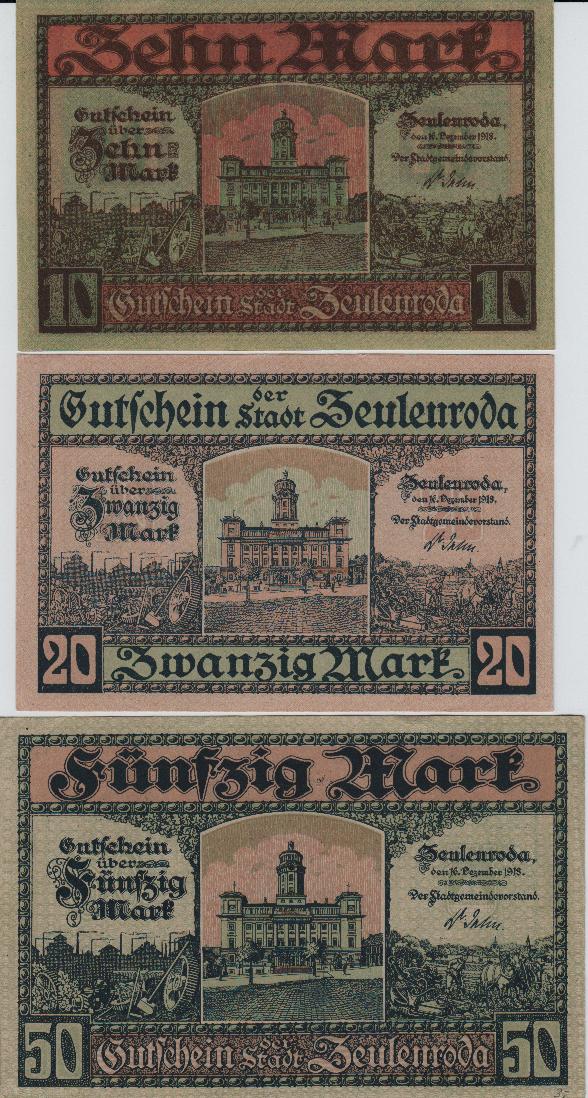 Zehn Mark
Gutschein
über
Zehn
Mark
Zeulenroda,
den 16. Dezember 1918.
Der Stadtgemeindevorstand.
10
Gutschein der Stadt Zeulenroda
10
Gutschein der Stadt Zeulenroda
Gutschein
über
Zwanzig
Mark
Zeulenroda,
den 16. Dezember 1918.
Der Stadtgemeindevorstand.
20
Zwanzig Mark
20
50
50
Fünfzig Mark
Gutschein
über
Fünfzig
Mark
Zeulenroda,
den 16. Dezember 1918.
Der Stadtgemeindevorstand.
50
Gutschein der Stadt Zeulenroda
50